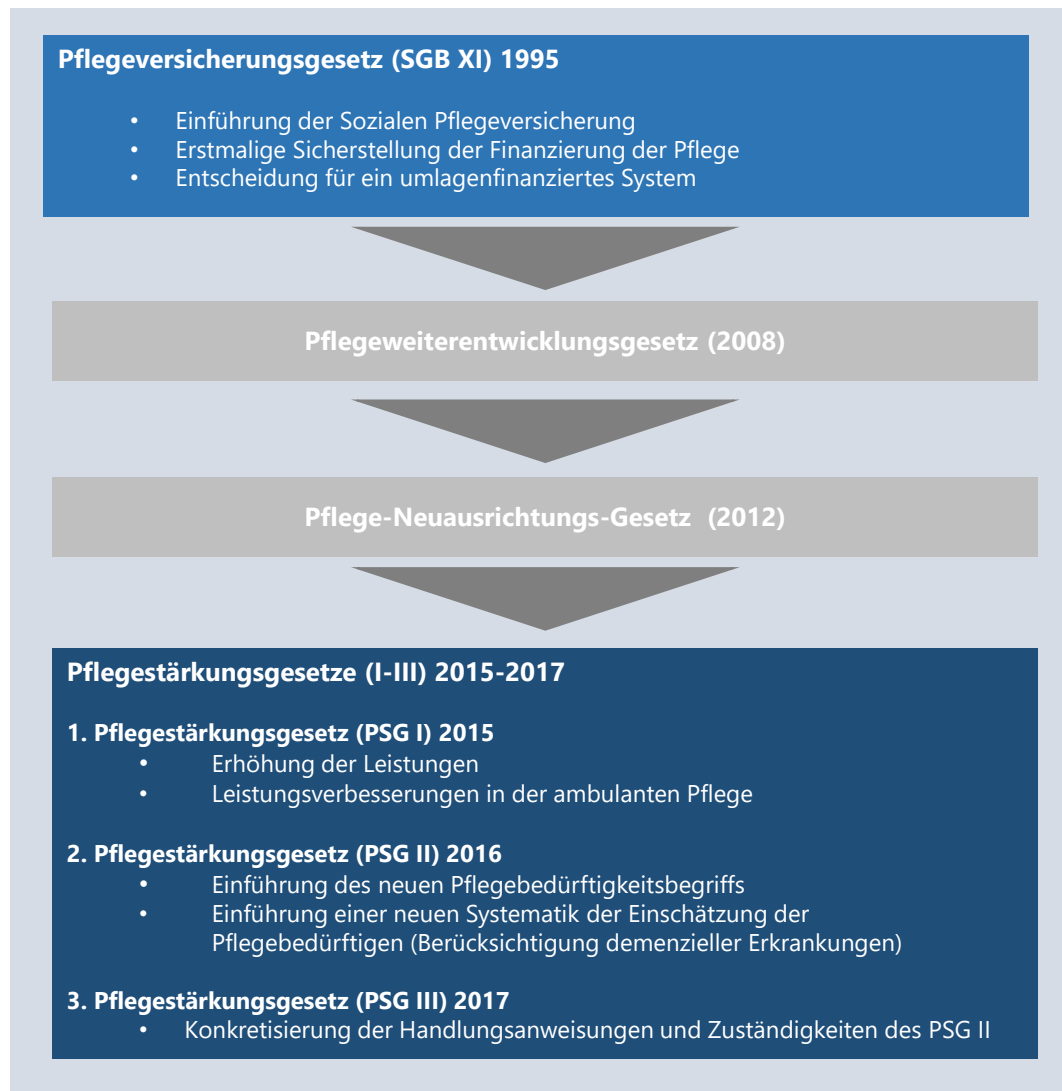 Pflegeversicherungsgesetz (SGB XI) 1995
• Einführung der Sozialen Pflegeversicherung
• Erstmalige Sicherstellung der Finanzierung der Pflege
• Entscheidung für ein umlagenfinanziertes System
Pflegeweiterentwicklungsgesetz (2008)
Pflege-Neuausrichtungs-Gesetz (2012)
Pflegestärkungsgesetze (I-III) 2015-2017
1. Pflegestärkungsgesetz (PSG I) 2015
• Erhöhung der Leistungen
• Leistungsverbesserungen in der ambulanten Pflege
2. Pflegestärkungsgesetz (PSG II) 2016
• Einführung des neuen Pflegebedürftigkeitsbegriffs
• Einführung einer neuen Systematik der Einschätzung der
Pflegebedürftigen (Berücksichtigung demenzieller Erkrankungen)
3. Pflegestärkungsgesetz (PSG III) 2017
• Konkretisierung der Handlungsanweisungen und Zuständigkeiten des PSG II